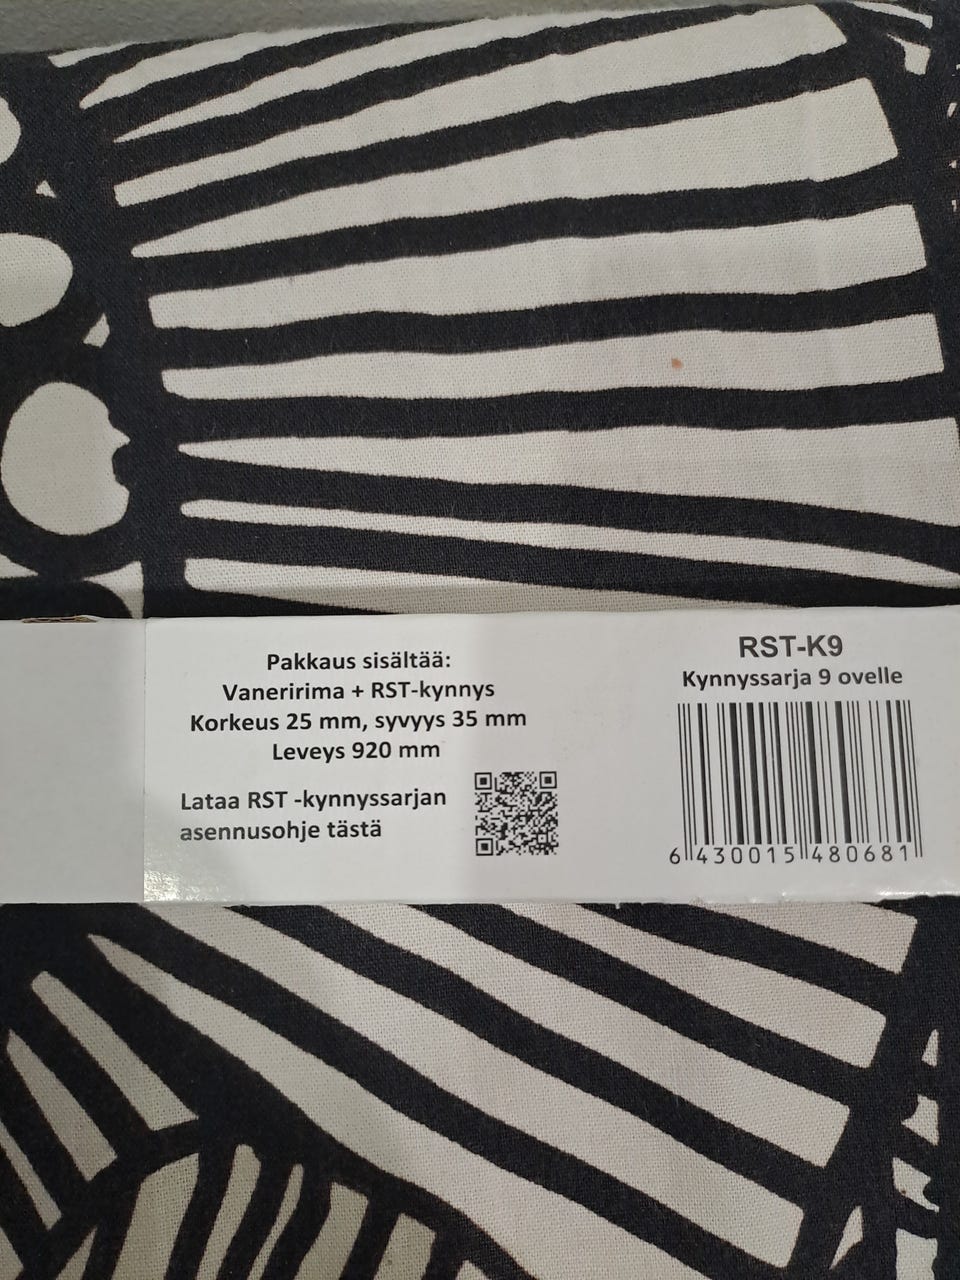 Pakkaus sisältää:
Vaneririma + RST-kynnys
Korkeus 25 mm, syvyys 35 mm
Leveys 920 mm
Lataa RST -kynnyssarjan
asennusohje tästä
RST-K9
Kynnyssarja 9 ovelle
6 430015 480681